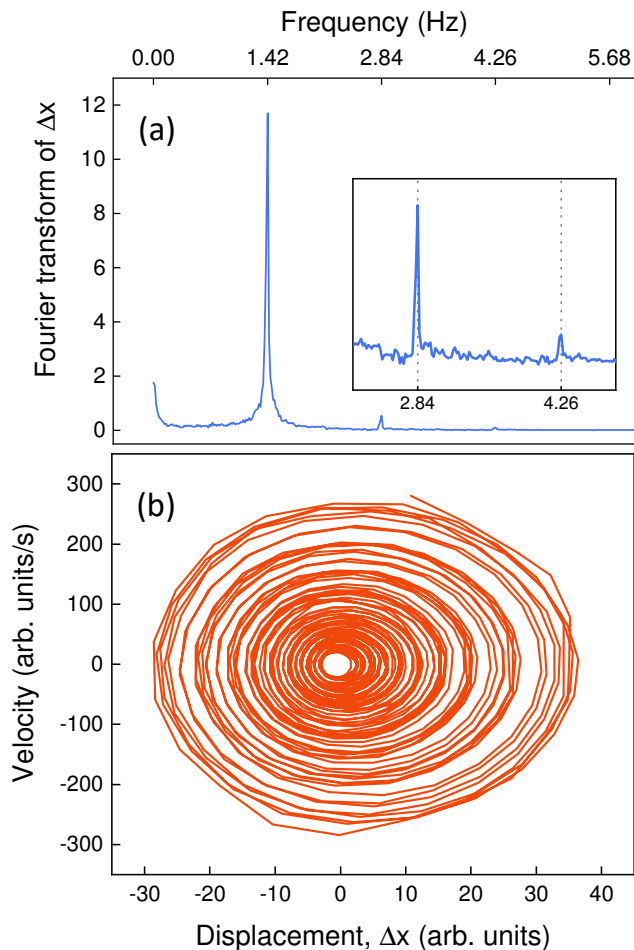 Frequency (Hz)
0.00 1.42 2.84 4.26 5.68
Fourier transform of Δx
12
10
8
6
4
2
0
(a)
2.84 4.26
(b)
Velocity (arb. units/s)
300
200
100
0
-100
-200
-300
-30 -20 -10 0 10 20 30 40
Displacement, Δx (arb. units)